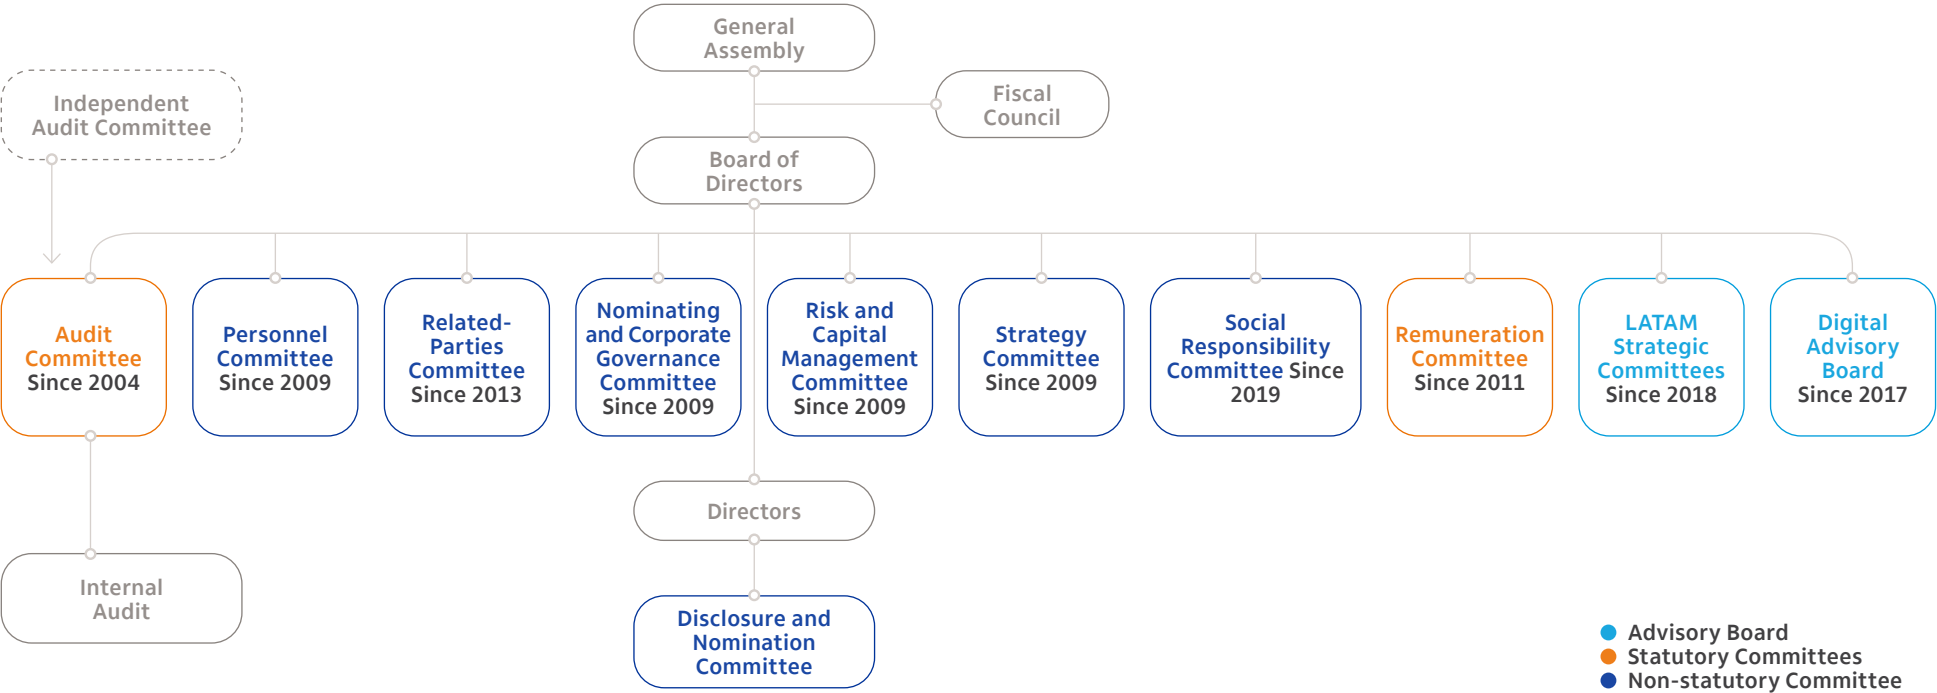 General
Assembly
Independent
Audit Committee
Fiscal
Council
Board of
Directors
Audit
Committee
Since 2004
Personnel
Committee
Since 2009
Related-
Parties
Committee
Since 2013
Nominating
and Corporate
Governance
Committee
Since 2009
Risk and
Capital
Management
Committee
Since 2009
Strategy
Committee
Since 2009
Social
Responsibility
Committee Since
2019
Remuneration
Committee
Since 2011
LATAM
Strategic
Committees
Since 2018
Digital
Advisory
Board
Since 2017
Directors
Internal
Audit
Disclosure and
Nomination
Committee
Advisory Board
Statutory Committees
Non-statutory Committee